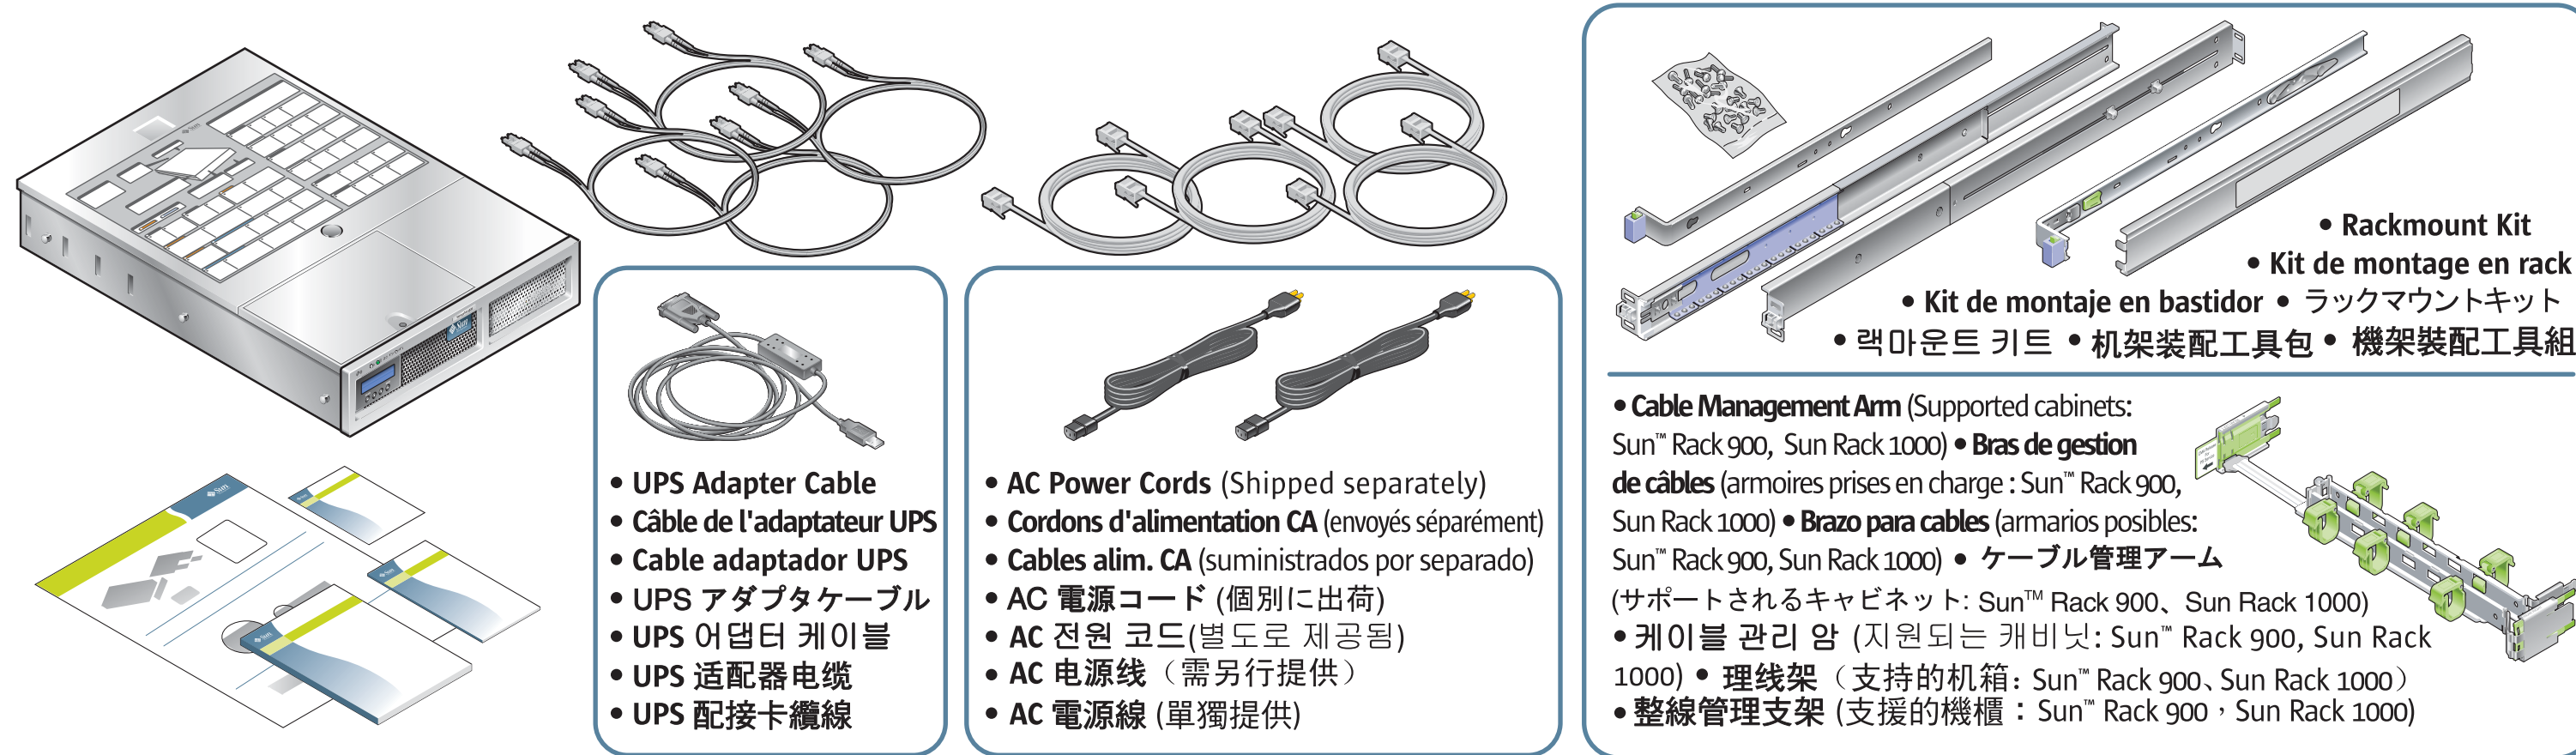 • UPS Adapter Cable
• Câble de l'adaptateur UPS
• Cable adaptador UPS
• UPS アダプタケーブル
• UPS 어댑터 케이블
• UPS 适配器电缆
• UPS 配接卡纜線
• AC Power Cords (Shipped separately)
• Cordons d'alimentation CA (envoyés séparément)
• Cables alim. CA (suministrados por separado)
• AC 電源コード (個別に出荷)
• AC 전원 코드(별도로 제공됨)
• AC 电源线（需另行提供）
• AC 電源線 (單獨提供)
• Rackmount Kit
• Kit de montage en rack
• Kit de montaje en bastidor • ラックマウントキット
• 랙마운트 키트 • 机架装配工具包 • 機架裝配工具組
• Cable Management Arm (Supported cabinets:
Sun™ Rack 900, Sun Rack 1000) • Bras de gestion
de câbles (armoires prises en charge : Sun™ Rack 900,
Sun Rack 1000) • Brazo para cables (armarios posibles:
Sun™ Rack 900, Sun Rack 1000) • ケーブル管理アーム
(サポートされるキャビネット: Sun™ Rack 900、Sun Rack 1000)
• 케이블 관리 암 (지원되는 캐비닛: Sun™ Rack 900, Sun Rack
1000) • 理线架（支持的机箱: Sun™ Rack 900、Sun Rack 1000）
• 整線管理支架 (支援的機櫃：Sun™ Rack 900，Sun Rack 1000)
Sun
Sun
Sun
Sun
Sun